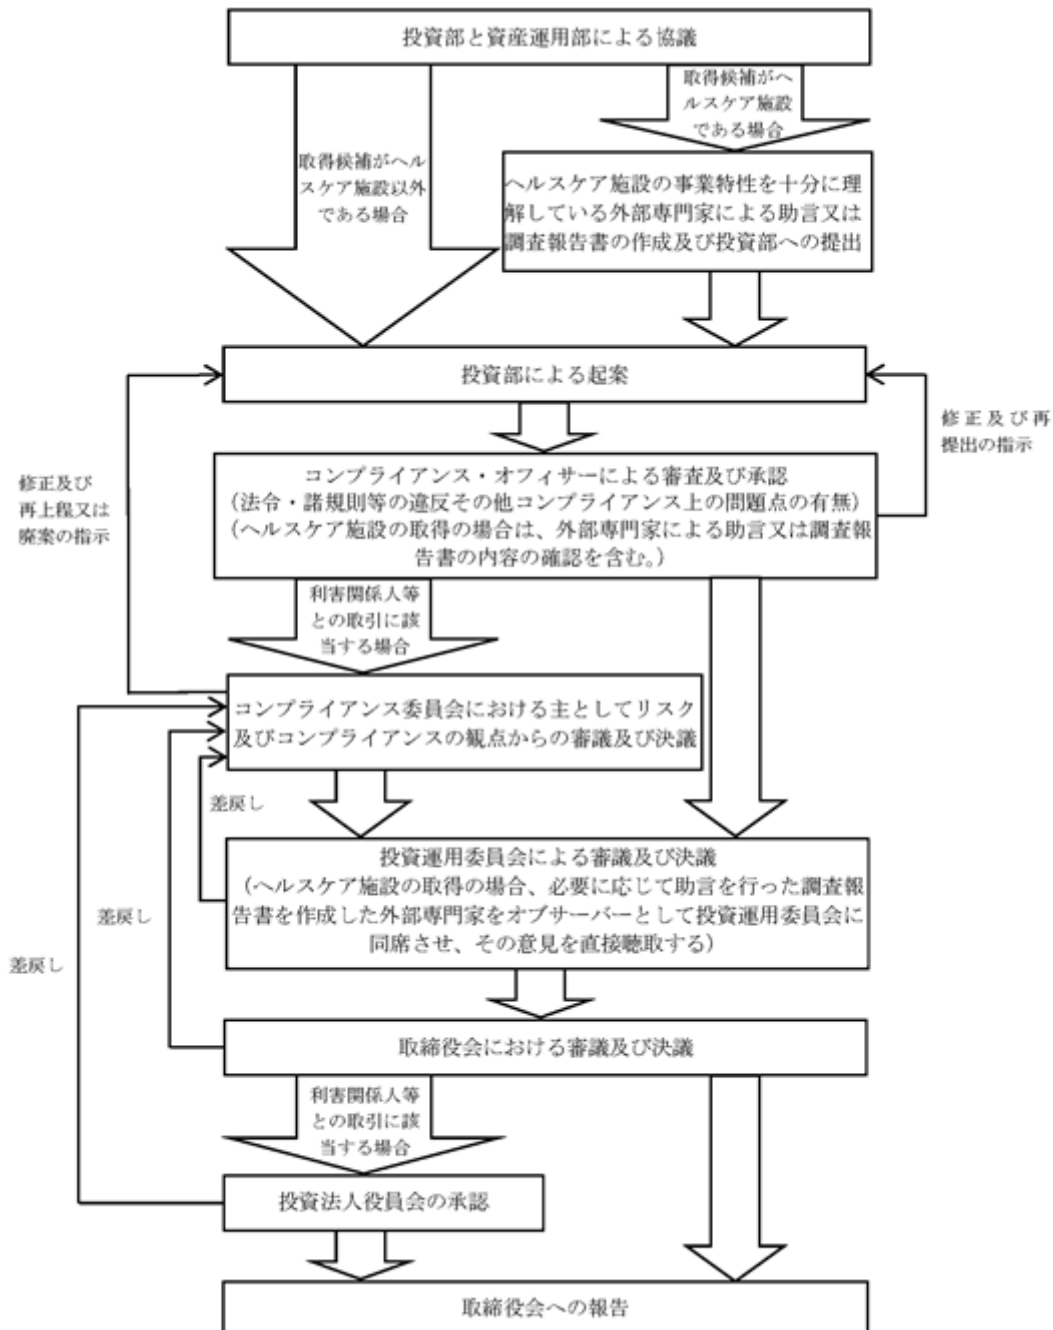 投資部と資産運用部による協議
取得候補がヘ
ルスケア施設
である場合
取得候補がヘル
スケア施設以外
である場合
ヘルスケア施設の事業特性を十分に理
解している外部専門家による助言又は
調査報告書の作成及び投資部への提出
投資部による起案
修正及び再
提出の指示
修正及び
再上程又は
廃案の指示
コンプライアンス・オフィサーによる審査及び承認
(法令・諸規則等の違反その他コンプライアンス上の問題点の有無)
(ヘルスケア施設の取得の場合は、外部専門家による助言又は調査報
告書の内容の確認を含む。)
利害関係人等
との取引に該
当する場合
コンプライアンス委員会における主としてリスク
及びコンプライアンスの観点からの審議及び決議
差戻し
投資運用委員会による審議及び決議
(ヘルスケア施設の取得の場合、必要に応じて助言を行った調査報
告書を作成した外部専門家をオブサーバーとして投資運用委員会に
同席させ、その意見を直接聴取する)
差戻し
差戻し
取締役会における審議及び決議
利害関係人等
との取引に該
当する場合
投資法人役員会の承認
取締役会への報告